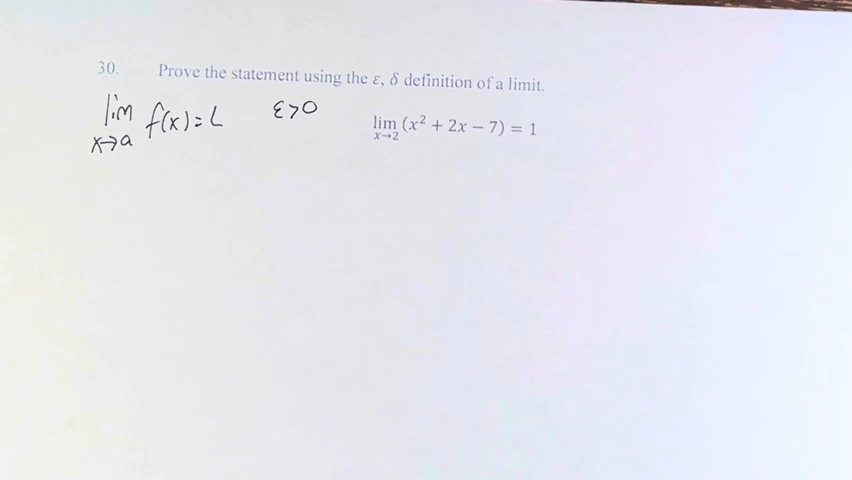 30. Prove the statement using the ε, δ definition of a limit.
lim x→a f(x)=L ε>0
lim x→2 (x² + 2x − 7) = 1